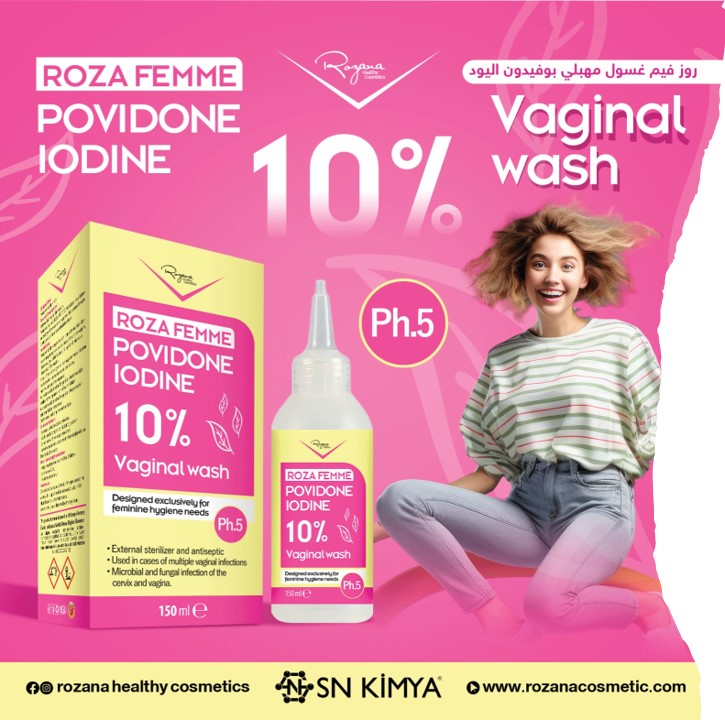 ROZA FEMME
POVIDONE
IODINE
Rozana
Healthy
Cosmetics
10%
روز فيم غسول مهبلي بوفيدون اليود
Vaginal
wash
Ph.5
Rozana
ROZA FEMME
POVIDONE
IODINE
10%
Vaginal wash
Designed exclusively for
feminine hygiene needs
Ph.5
• External sterilizer and antiseptic
• Used in cases of multiple vaginal infections
• Microbial and fungal infection of the
cervix and vagina.
150 ml e
Rozana
ROZA FEMME
POVIDONE
IODINE
10%
Vaginal wash
Designed exclusively for
feminine hygiene needs
Ph.5
150 ml e
rozana healthy cosmetics
SN KİMYA®
www.rozanacosmetic.com